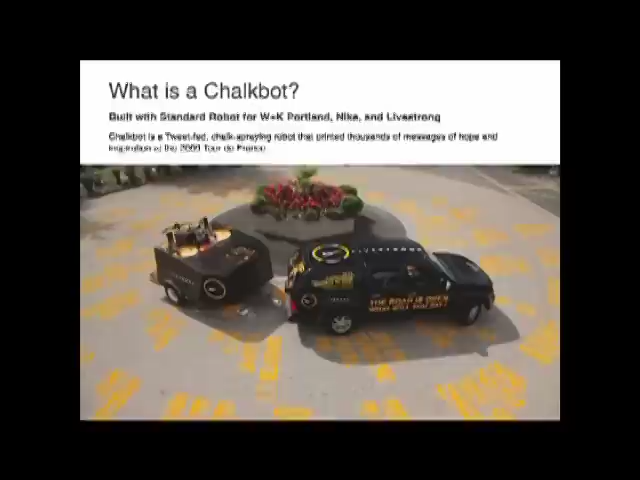 What is a Chalkbot?
Built with Standard Robot for W+K Portland, Nike, and Livestrong
Chalkbot is a Tweet-fed, chalk-spraying robot that printed thousands of messages of hope and
inspiration at the 2009 Tour de France
LIVESTRONG
THE ROAD IS OPEN